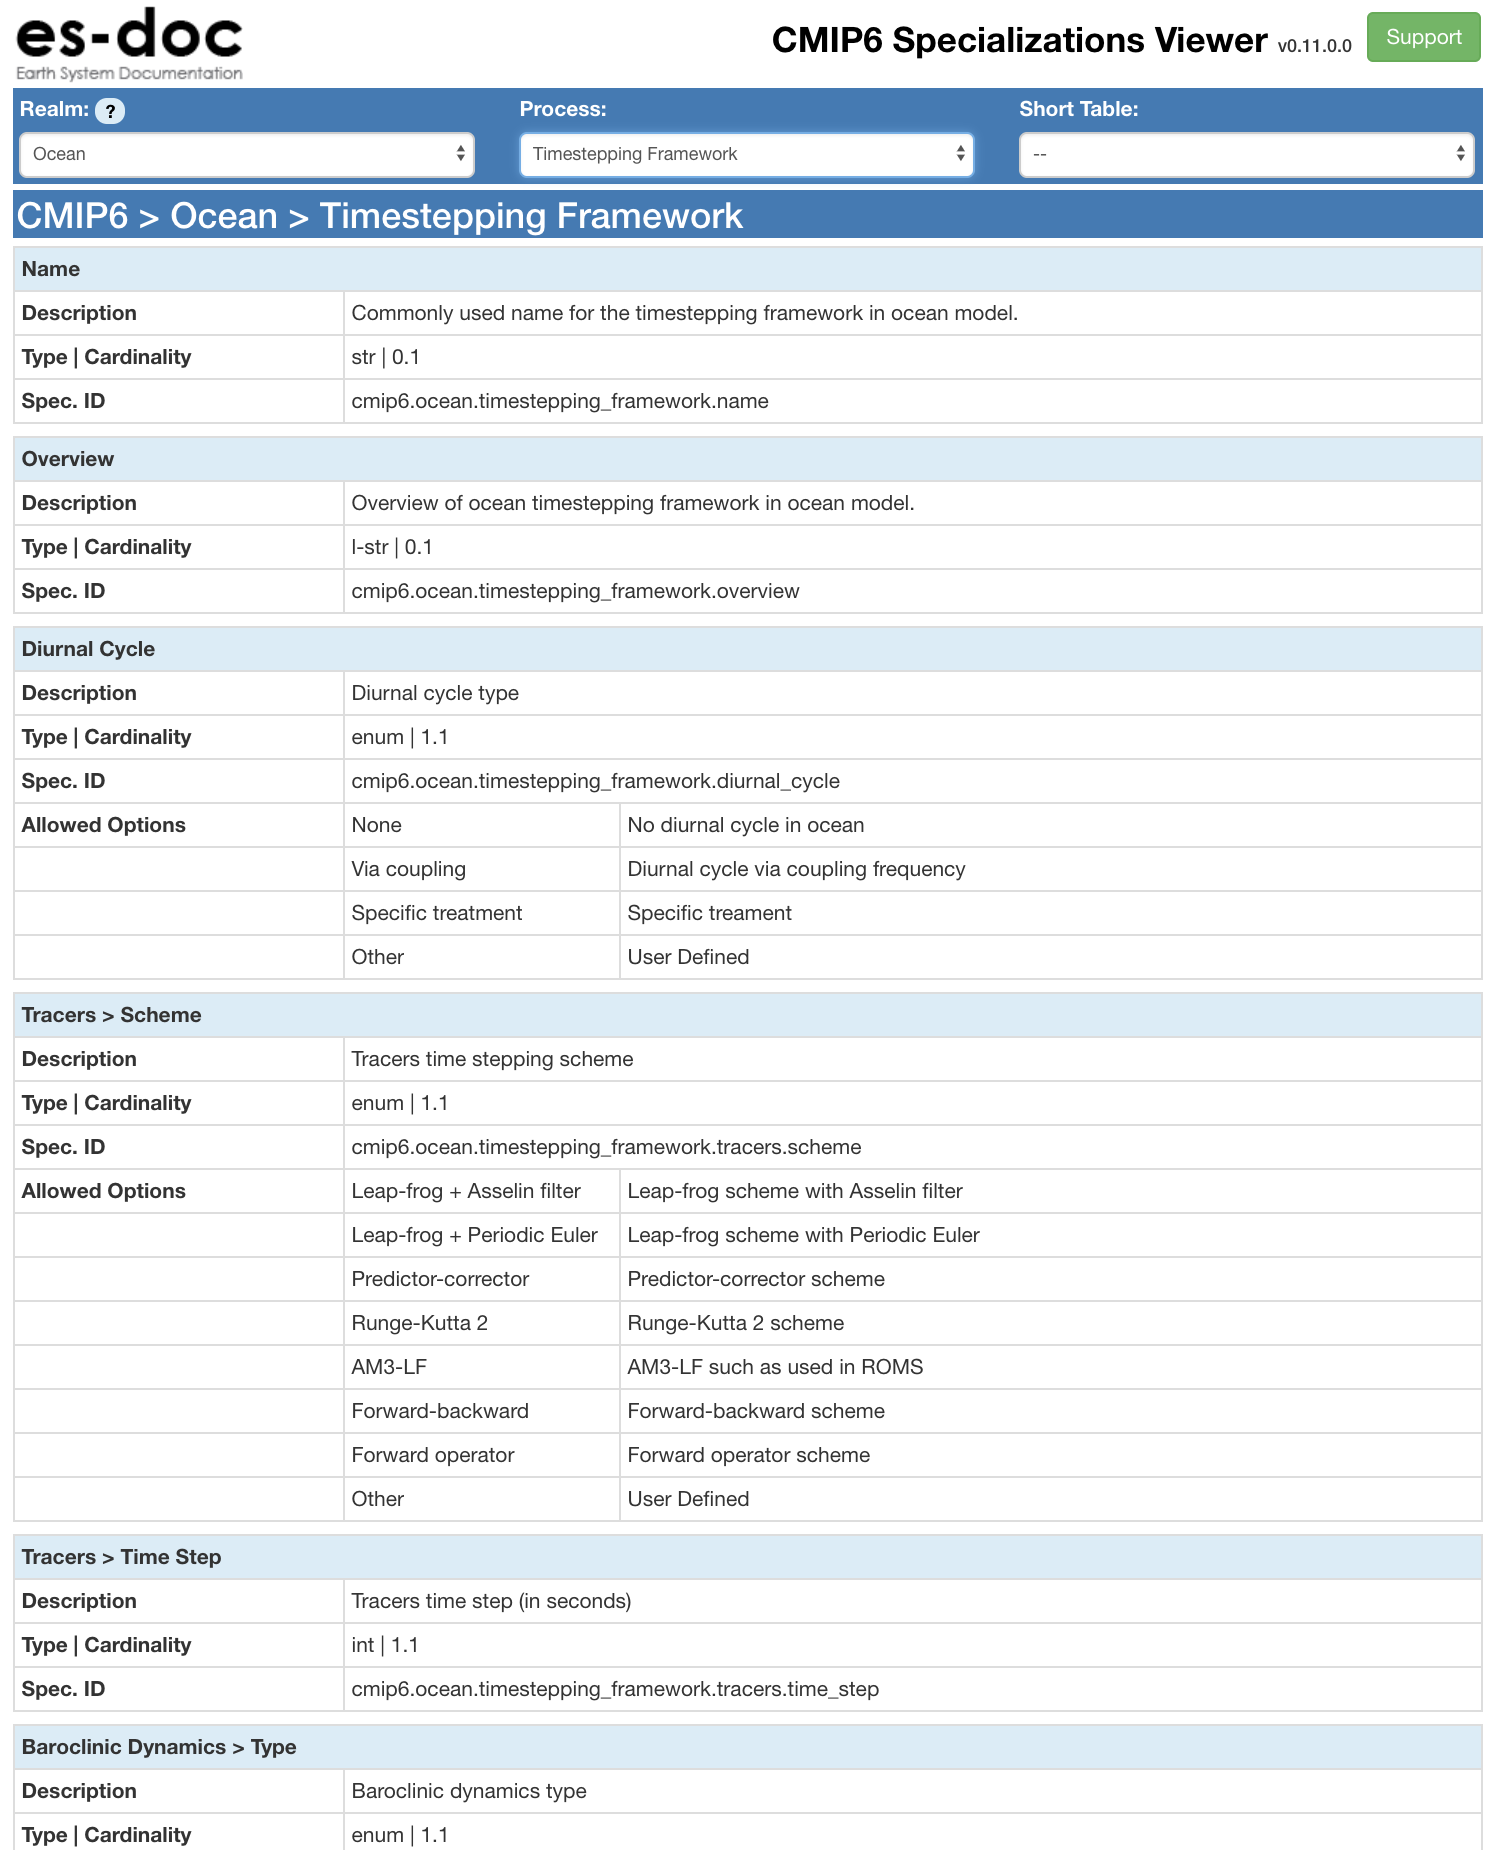 es-doc
Earth System Documentation
CMIP6 Specializations Viewer v0.11.0.0
Support
Realm: ?
Process:
Short Table:
Ocean
Timestepping Framework
--
CMIP6 > Ocean > Timestepping Framework
Name
Description Commonly used name for the timestepping framework in ocean model.
Type | Cardinality str | 0.1
Spec. ID cmip6.ocean.timestepping_framework.name
Overview
Description Overview of ocean timestepping framework in ocean model.
Type | Cardinality l-str | 0.1
Spec. ID cmip6.ocean.timestepping_framework.overview
Diurnal Cycle
Description Diurnal cycle type
Type | Cardinality enum | 1.1
Spec. ID cmip6.ocean.timestepping_framework.diurnal_cycle
Allowed Options None No diurnal cycle in ocean
Via coupling Diurnal cycle via coupling frequency
Specific treatment Specific treament
Other User Defined
Tracers > Scheme
Description Tracers time stepping scheme
Type | Cardinality enum | 1.1
Spec. ID cmip6.ocean.timestepping_framework.tracers.scheme
Allowed Options Leap-frog + Asselin filter Leap-frog scheme with Asselin filter
Leap-frog + Periodic Euler Leap-frog scheme with Periodic Euler
Predictor-corrector Predictor-corrector scheme
Runge-Kutta 2 Runge-Kutta 2 scheme
AM3-LF AM3-LF such as used in ROMS
Forward-backward Forward-backward scheme
Forward operator Forward operator scheme
Other User Defined
Tracers > Time Step
Description Tracers time step (in seconds)
Type | Cardinality int | 1.1
Spec. ID cmip6.ocean.timestepping_framework.tracers.time_step
Baroclinic Dynamics > Type
Description Baroclinic dynamics type
Type | Cardinality enum | 1.1